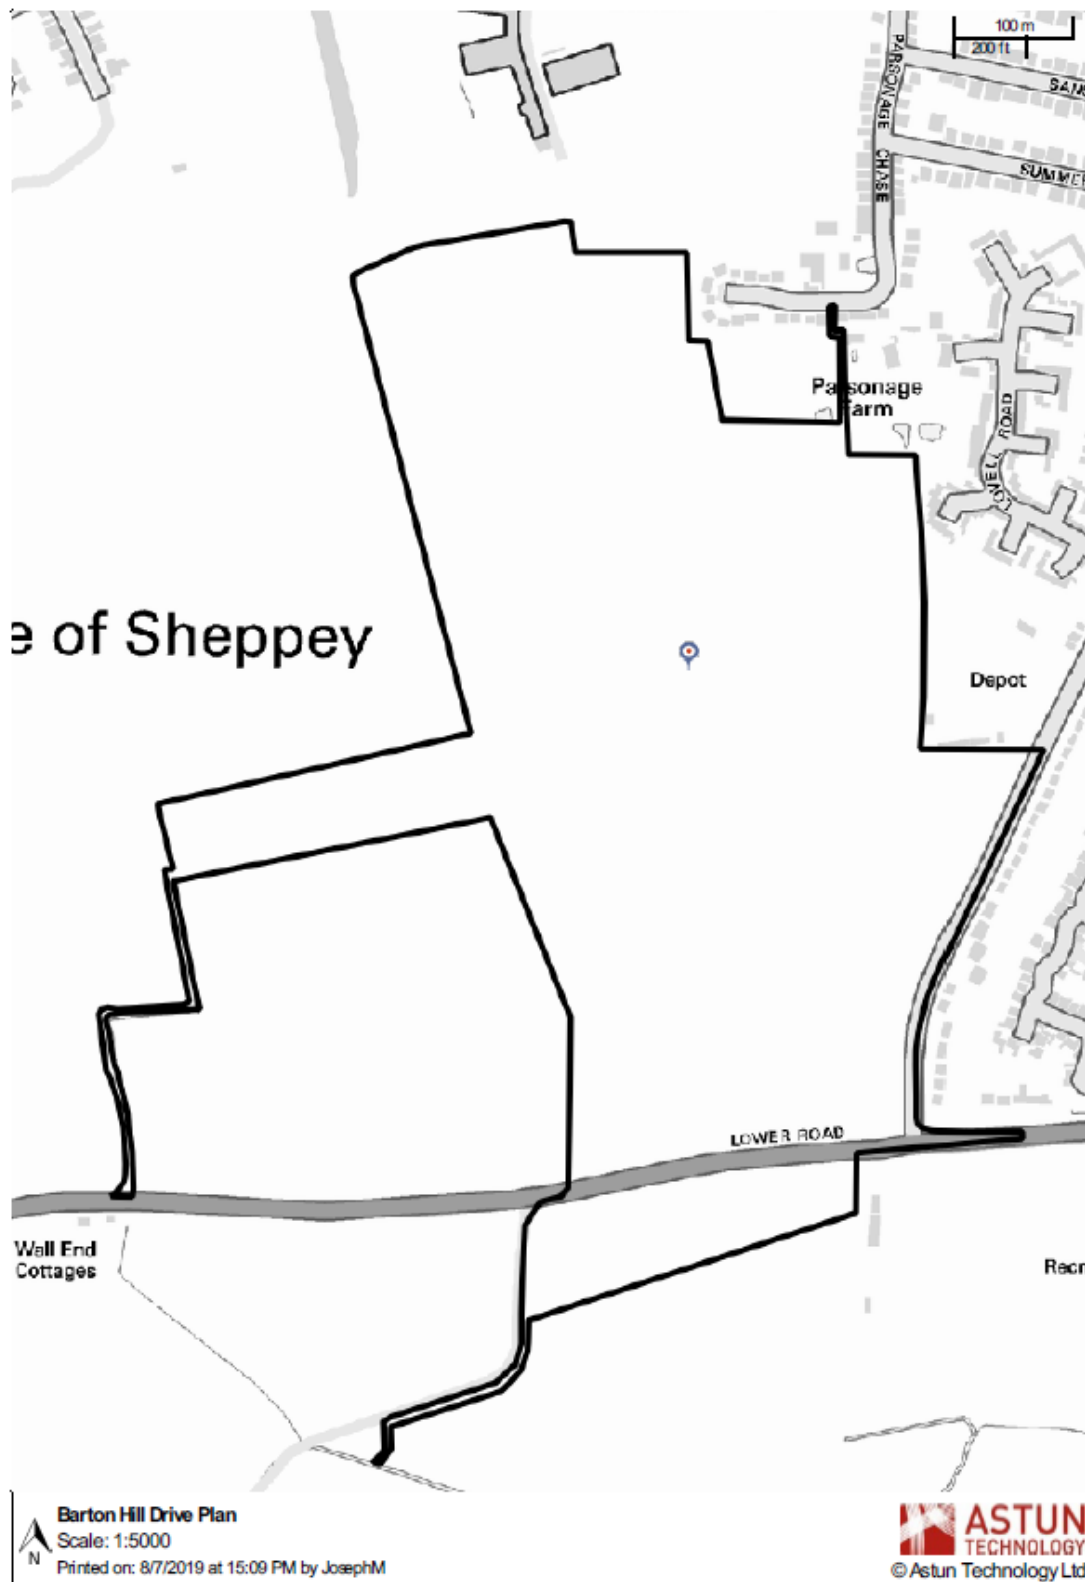 100 m
200 ft
PARSONAGE CHASE
SANS
SUMMER
Parsonage
Farm
ROAD
e of Sheppey
Depot
LOWER ROAD
Wall End
Cottages
Recr
Barton Hill Drive Plan
Scale: 1:5000
N
Printed on: 8/7/2019 at 15:09 PM by JosephM
ASTUN
TECHNOLOGY
© Astun Technology Ltd